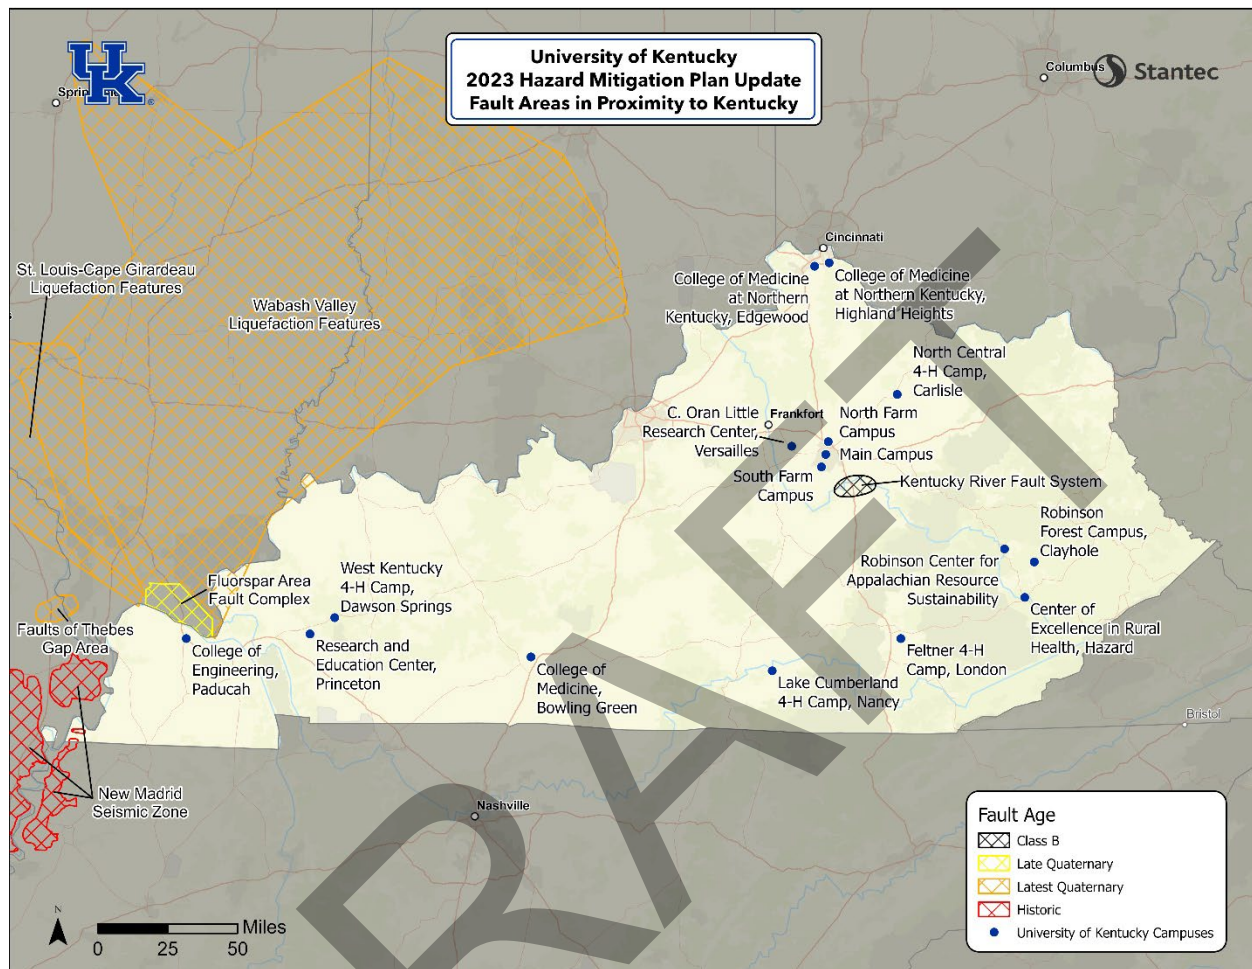 UK
University of Kentucky
2023 Hazard Mitigation Plan Update
Fault Areas in Proximity to Kentucky
Columbus
Stantec
St. Louis-Cape Girardeau
Liquefaction Features
Wabash Valley
Liquefaction Features
Cincinnati
College of Medicine
at Northern
Kentucky, Edgewood
College of Medicine
at Northern Kentucky,
Highland Heights
North Central
4-H Camp,
Carlisle
C. Oran Little
Research Center,
Versailles
Frankfort
North Farm
Campus
Main Campus
South Farm
Campus
Kentucky River Fault System
Robinson
Forest Campus,
Clayhole
Robinson Center for
Appalachian Resource
Sustainability
Center of
Excellence in Rural
Health, Hazard
Fluorspar Area
Fault Complex
West Kentucky
4-H Camp,
Dawson Springs
Faults of Thebes
Gap Area
College of
Engineering,
Paducah
Research and
Education Center,
Princeton
College of
Medicine,
Bowling Green
Lake Cumberland
4-H Camp, Nancy
Feltner 4-H
Camp, London
Bristol
New Madrid
Seismic Zone
Nashville
DRAFT
Fault Age
Class B
Late Quaternary
Latest Quaternary
Historic
University of Kentucky Campuses
N
Miles
0 25 50